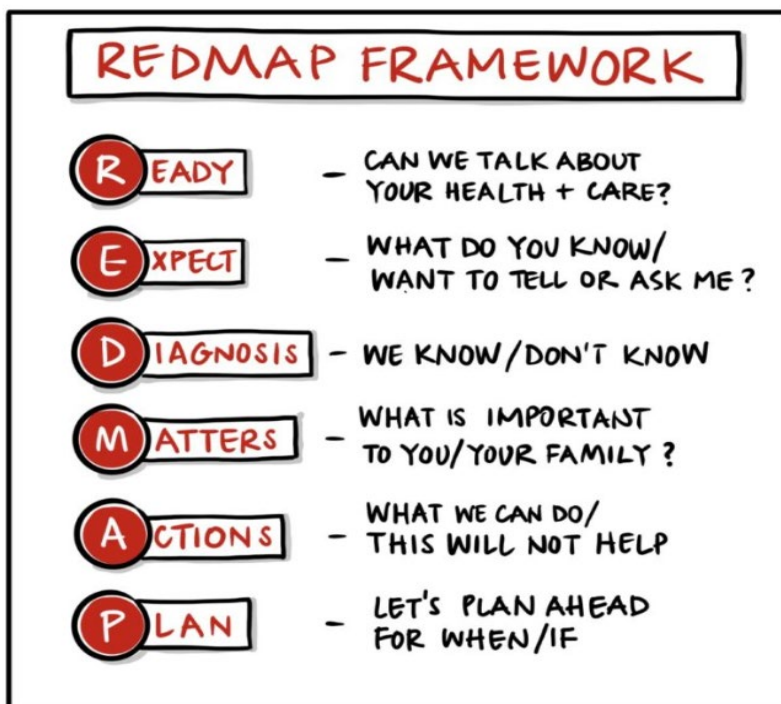 REDMAP FRAMEWORK
READY - CAN WE TALK ABOUT
YOUR HEALTH + CARE?
EXPECT - WHAT DO YOU KNOW/
WANT TO TELL OR ASK ME?
DIAGNOSIS - WE KNOW/DON'T KNOW
MATTERS - WHAT IS IMPORTANT
TO YOU/YOUR FAMILY?
ACTIONS - WHAT WE CAN DO/
THIS WILL NOT HELP
PLAN - LET'S PLAN AHEAD
FOR WHEN/IF